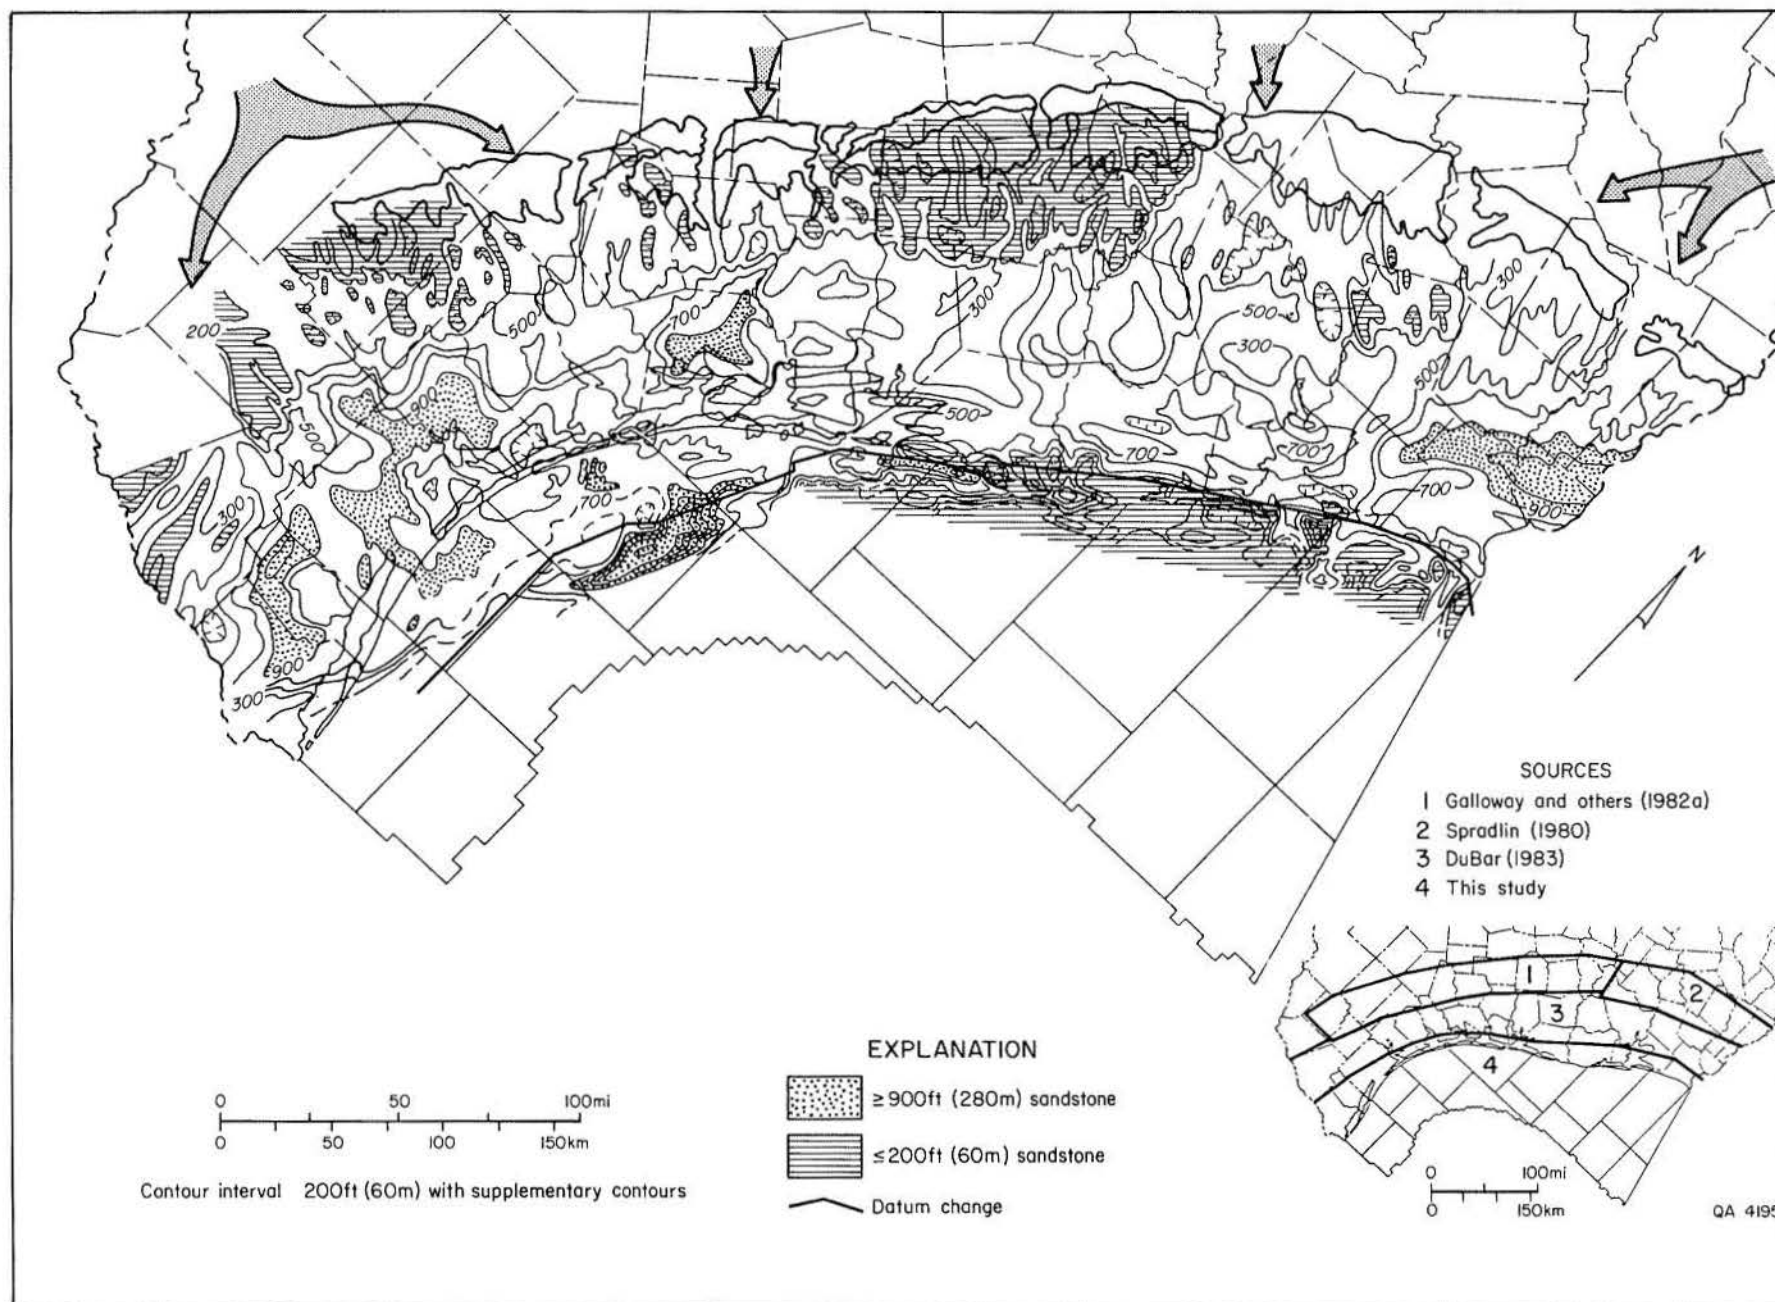 300
200
500
700
300
500
300
900
500
500
500
700
700
700
300
700
900
900
300
N
SOURCES
1 Galloway and others (1982a)
2 Spradlin (1980)
3 DuBar (1983)
4 This study
1
2
3
4
EXPLANATION
≥900ft (280m) sandstone
≤200ft (60m) sandstone
Datum change
0 50 100mi
0 50 100 150km
Contour interval 200ft (60m) with supplementary contours
0 100mi
0 150km
QA 4195